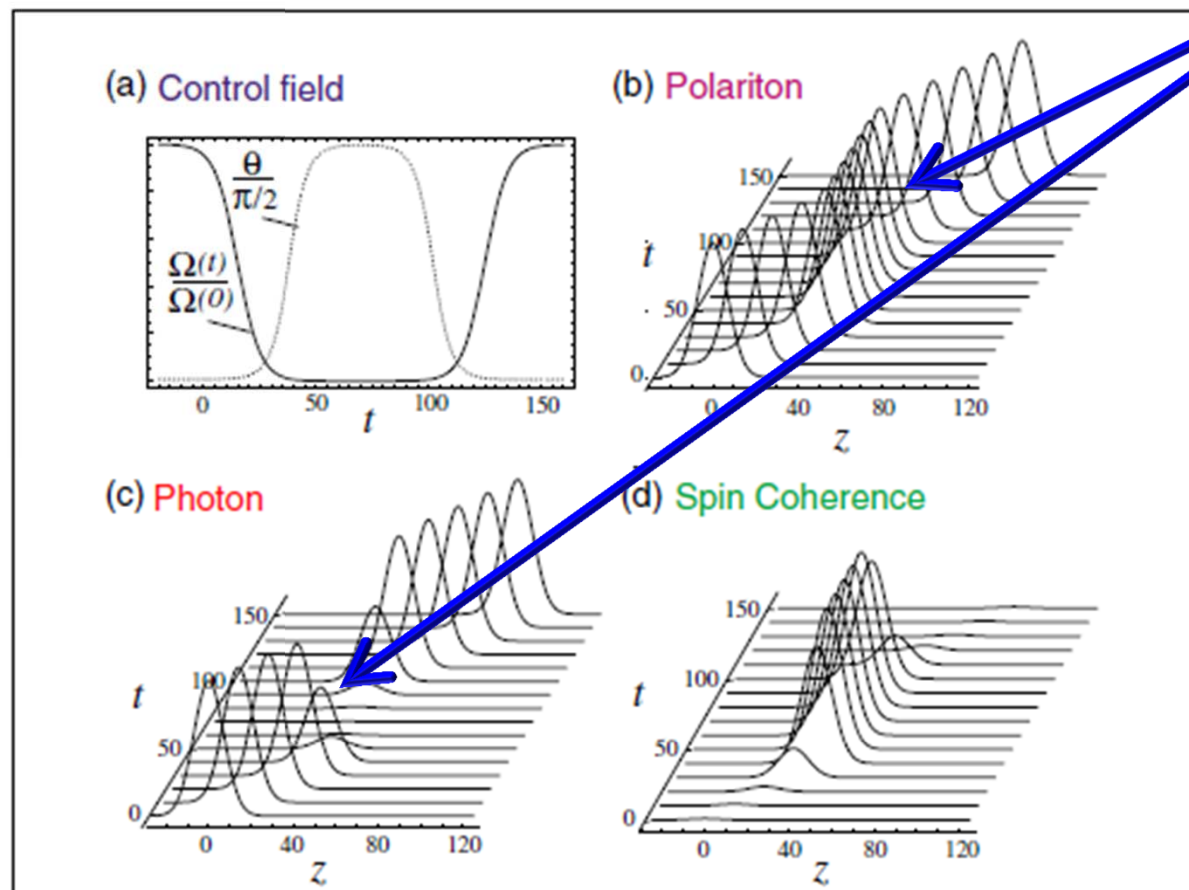 (a) Control field
θ
π/2
Ω(t)
Ω(0)
0 50 100 150
t
(b) Polariton
150
100
50
0
t
0 40 80 120
z
(c) Photon
150
100
50
0
t
0 40 80 120
z
(d) Spin Coherence
150
100
50
0
t
0 40 80 120
z